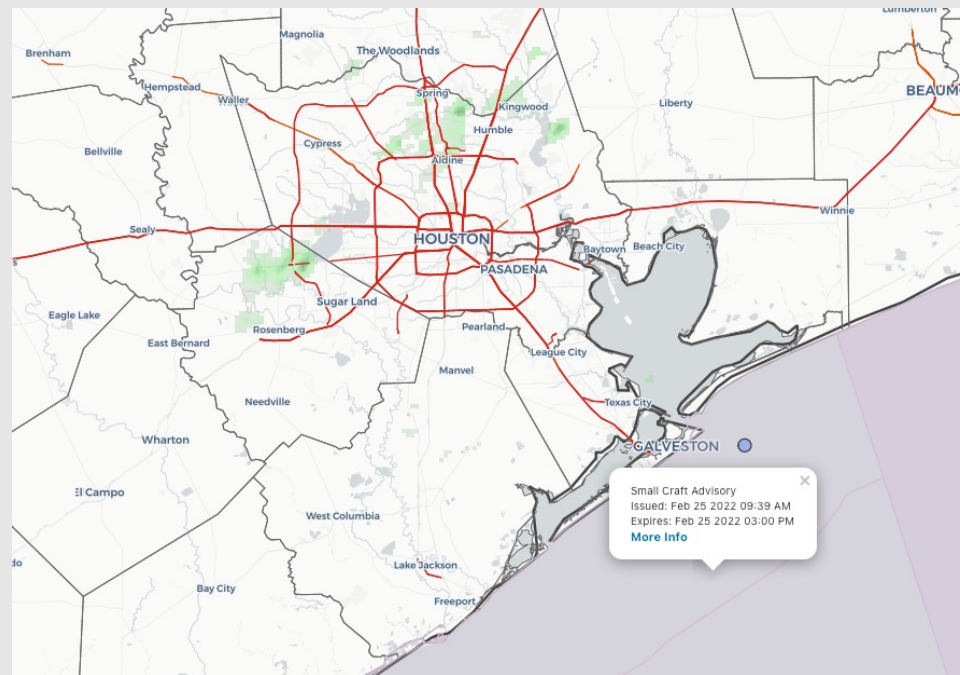 Lumberton
Magnolia
The Woodlands
Brenham
Hempstead
Waller
Spring
Kingwood
Liberty
BEAUM
Humble
Cypress
Bellville
Aldine
Winnie
Sealy
HOUSTON
Baytown
Beach City
PASADENA
Sugar Land
Eagle Lake
Rosenberg
Pearland
East Bernard
League City
Manvel
Needville
Texas City
Wharton
GALVESTON
El Campo
Small Craft Advisory
Issued: Feb 25 2022 09:39 AM
Expires: Feb 25 2022 03:00 PM
More Info
×
West Columbia
do
Lake Jackson
Bay City
Freeport